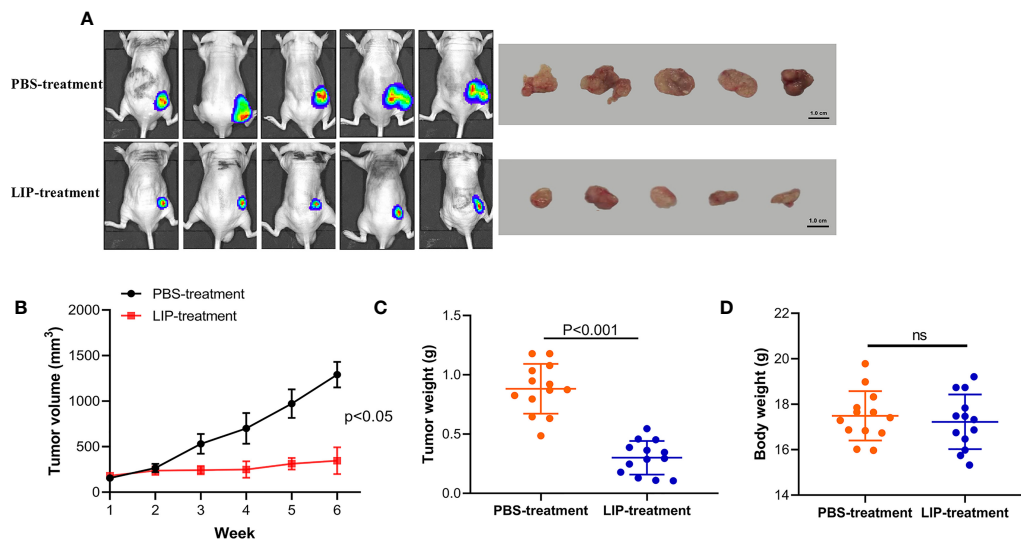 A
PBS-treatment
1.0 cm
LIP-treatment
1.0 cm
B
PBS-treatment
LIP-treatment
Tumor volume (mm³)
2000
1500
1000
500
0
p<0.05
1 2 3 4 5 6
Week
C
Tumor weight (g)
1.5
1.0
0.5
0.0
P<0.001
PBS-treatment LIP-treatment
D
Body weight (g)
22
20
18
16
14
ns
PBS-treatment LIP-treatment